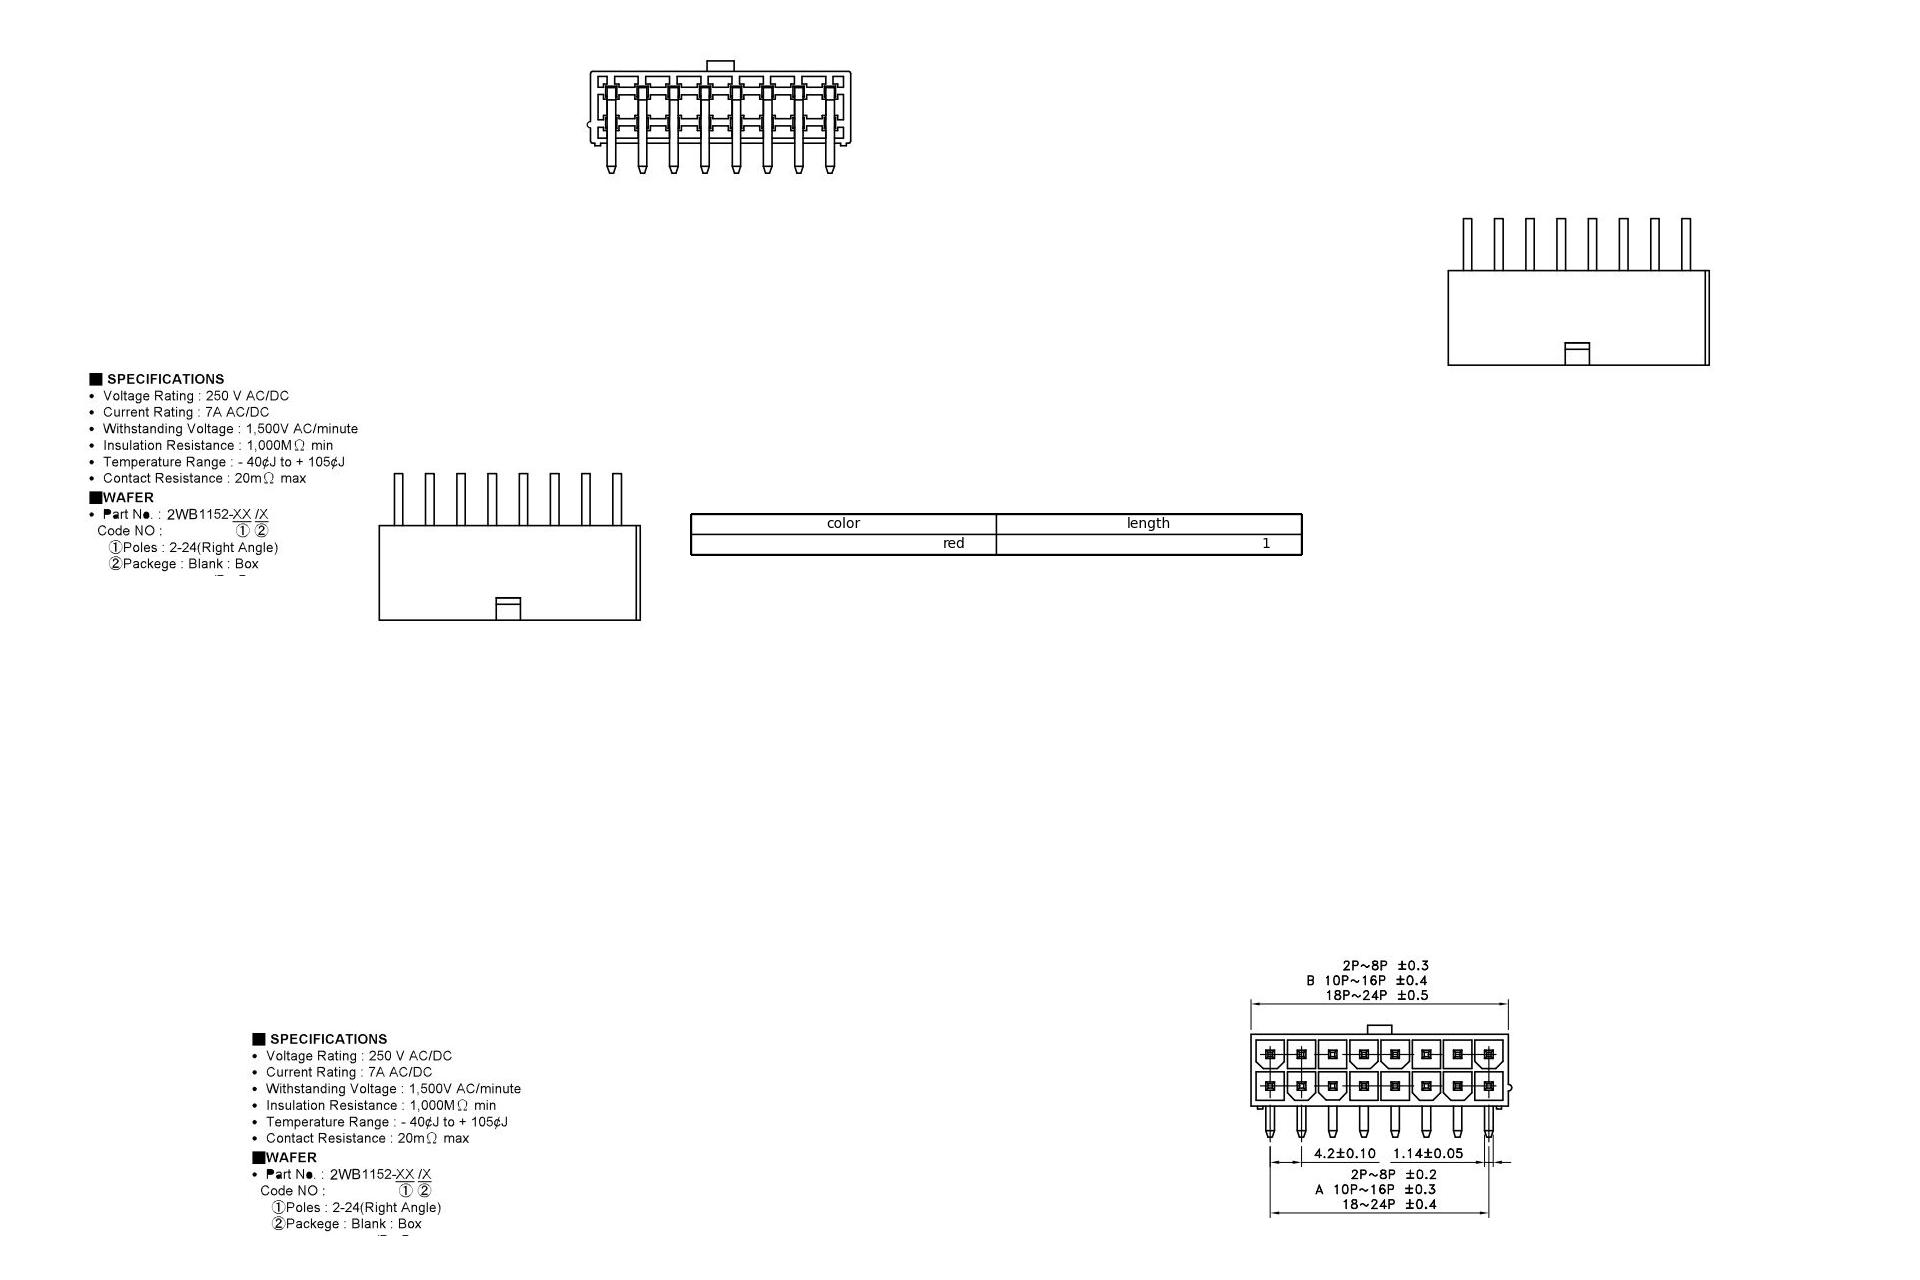 ■ SPECIFICATIONS
• Voltage Rating : 250 V AC/DC
• Current Rating : 7A AC/DC
• Withstanding Voltage : 1,500V AC/minute
• Insulation Resistance : 1,000MΩ min
• Temperature Range : - 40¢J to + 105¢J
• Contact Resistance : 20mΩ max
■WAFER
• Part No. : 2WB1152-XX /X
Code NO : ① ②
①Poles : 2-24(Right Angle)
②Packege : Blank : Box
color length
red 1
2P~8P ±0.3
B 10P~16P ±0.4
18P~24P ±0.5
4.2±0.10 1.14±0.05
2P~8P ±0.2
A 10P~16P ±0.3
18~24P ±0.4
■ SPECIFICATIONS
• Voltage Rating : 250 V AC/DC
• Current Rating : 7A AC/DC
• Withstanding Voltage : 1,500V AC/minute
• Insulation Resistance : 1,000MΩ min
• Temperature Range : - 40¢J to + 105¢J
• Contact Resistance : 20mΩ max
■WAFER
• Part No. : 2WB1152-XX /X
Code NO : ① ②
①Poles : 2-24(Right Angle)
②Packege : Blank : Box